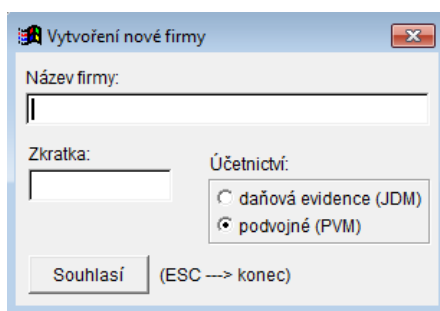 Vytvoření nové firmy
Název firmy:
Zkratka:
Účetnictví:
daňová evidence (JDM)
podvojné (PVM)
Souhlasí
(ESC ---> konec)